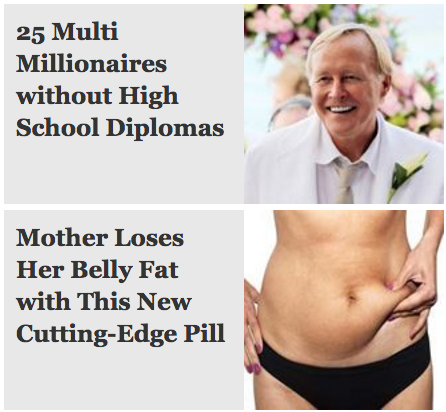 25 Multi
Millionaires
without High
School Diplomas
Mother Loses
Her Belly Fat
with This New
Cutting-Edge Pill